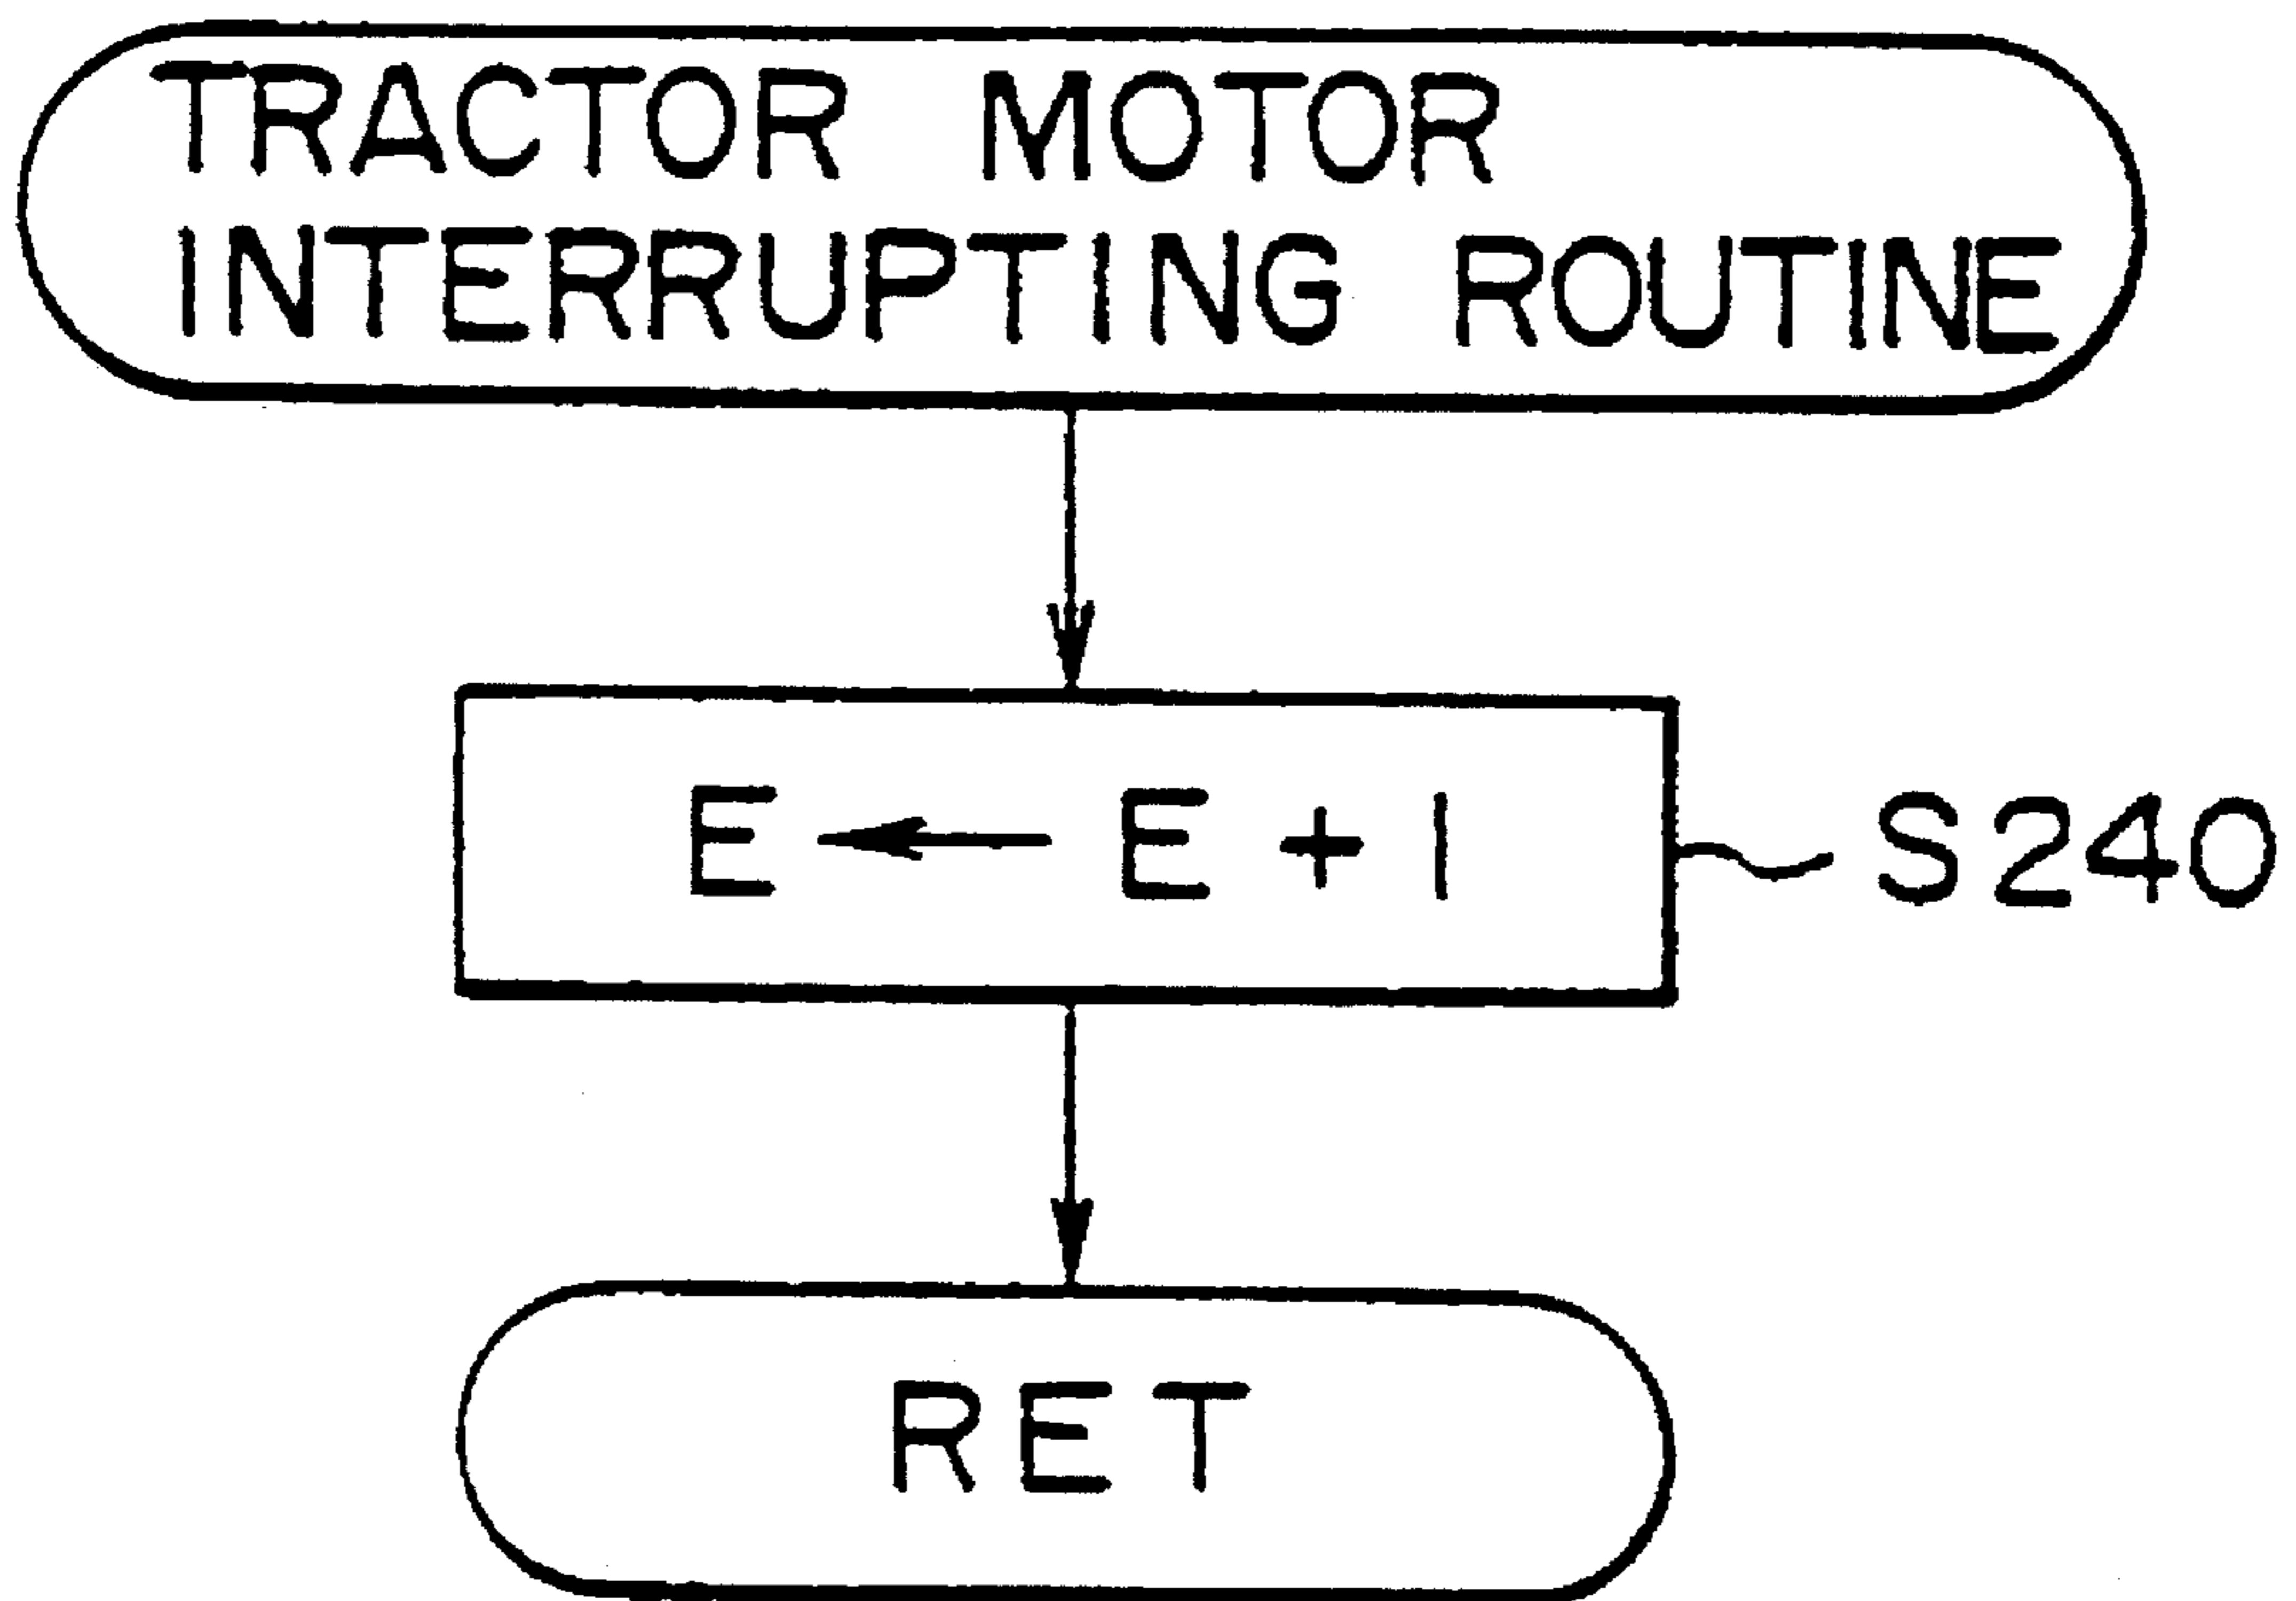 TRACTOR MOTOR
INTERRUPTING ROUTINE
E ← E + 1
S240
RET